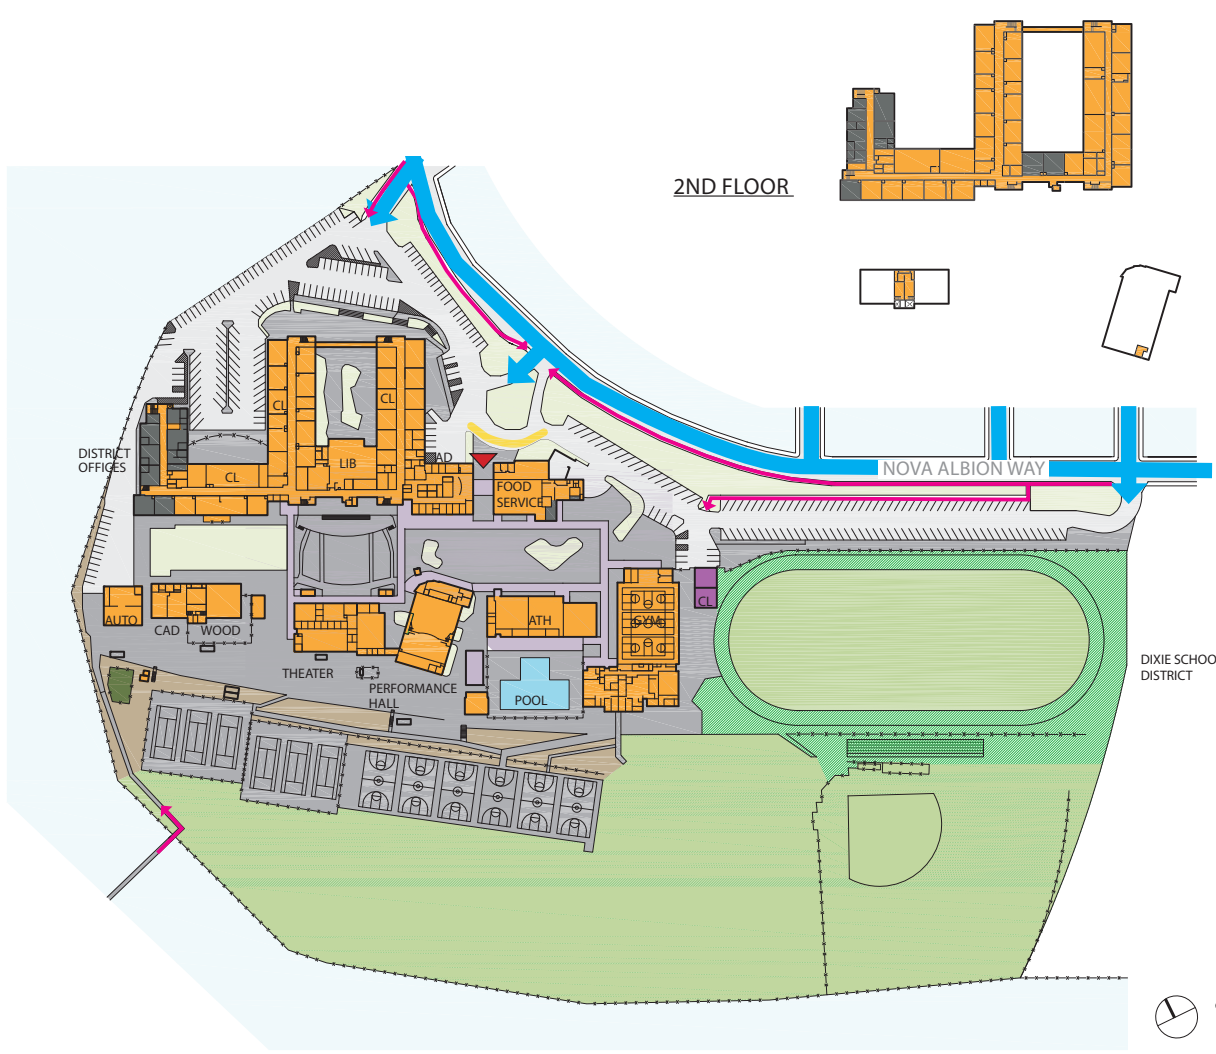 2ND FLOOR
CL
CL
DISTRICT
OFFICES
AD
LIB
CL
NOVA ALBION WAY
FOOD
SERVICE
CL
AUTO
CAD
WOOD
ATH
GYM
THEATER
PERFORMANCE
HALL
POOL
DIXIE SCHOO
DISTRICT